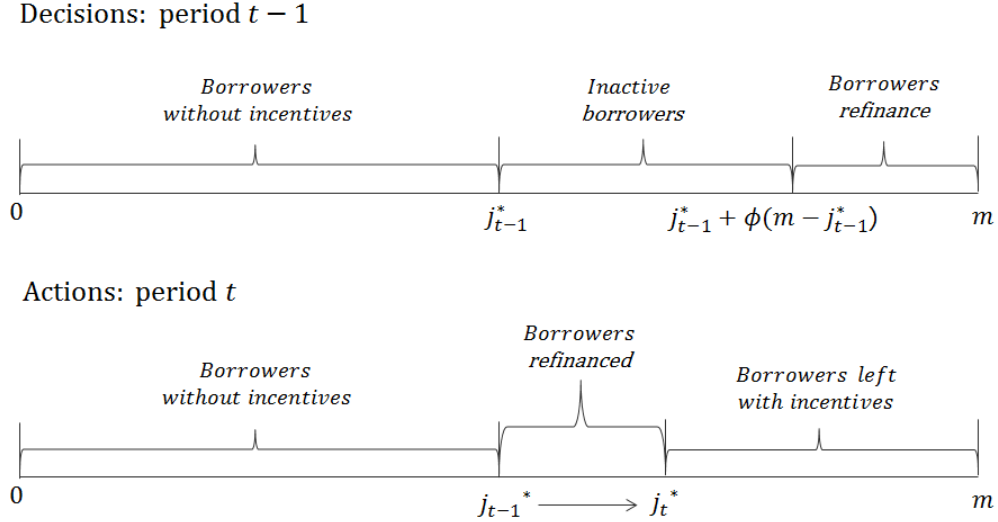 Decisions: period t − 1
Borrowers
without incentives
Inactive
borrowers
Borrowers
refinance
0
j*ₜ₋₁
j*ₜ₋₁ + ϕ(m − j*ₜ₋₁)
m
Actions: period t
Borrowers
without incentives
Borrowers
refinanced
Borrowers left
with incentives
0
jₜ₋₁* → jₜ*
m